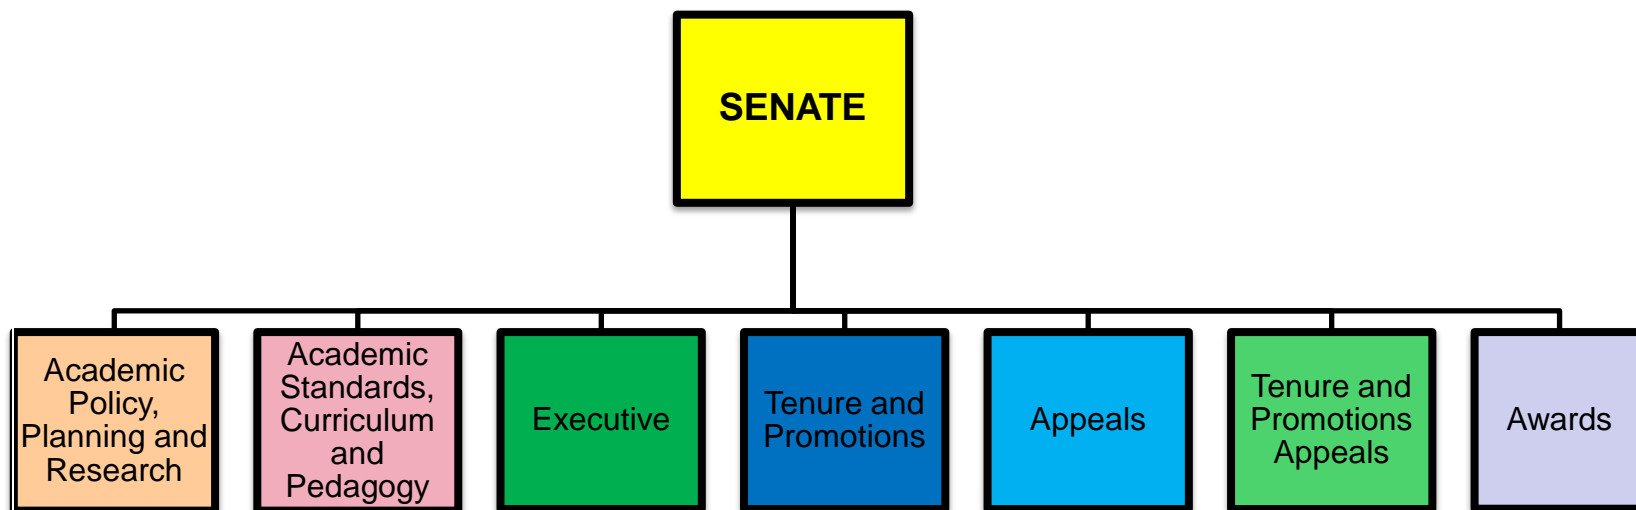 SENATE
Academic
Policy,
Planning and
Research
Academic
Standards,
Curriculum
and
Pedagogy
Executive
Tenure and
Promotions
Appeals
Tenure and
Promotions
Appeals
Awards